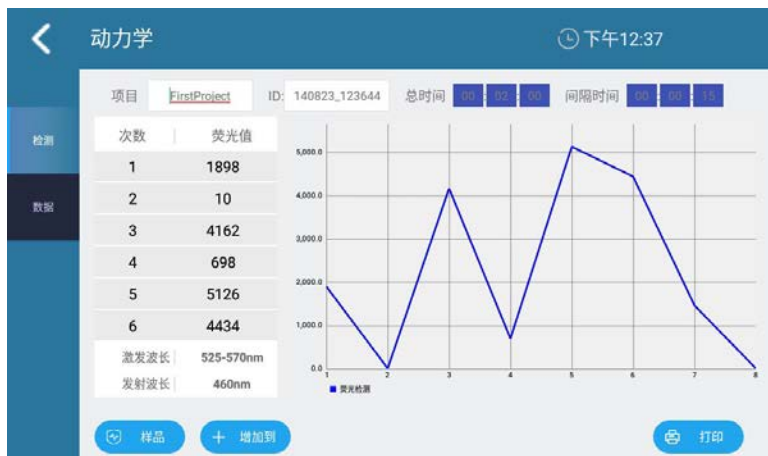 动力学
下午12:37
项目 FirstProject ID: 140823_123644 总时间 00 : 02 : 00 间隔时间 00 : 00 : 15
检测
数据
次数 荧光值
1 1898
2 10
3 4162
4 698
5 5126
6 4434
激发波长 525-570nm
发射波长 460nm
5,000.0
4,000.0
3,000.0
2,000.0
1,000.0
0.0
1 2 3 4 5 6 7 8
荧光检测
样品
增加到
打印